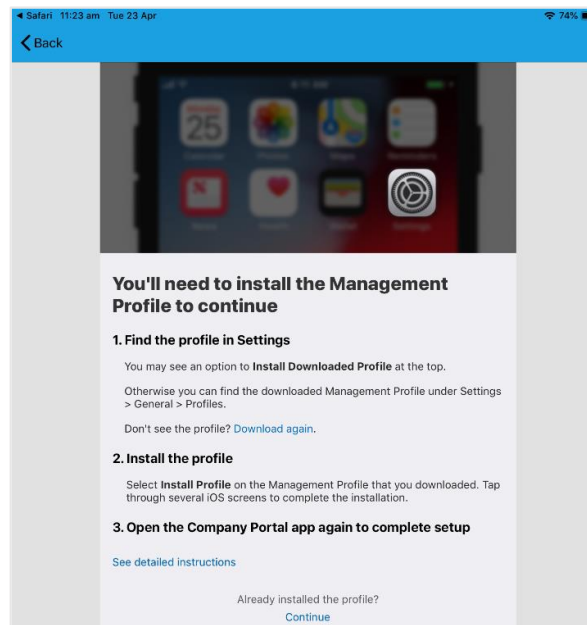 Safari 11:23 am Tue 23 Apr 74%
Back
25
You'll need to install the Management
Profile to continue
1. Find the profile in Settings
You may see an option to Install Downloaded Profile at the top.
Otherwise you can find the downloaded Management Profile under Settings
> General > Profiles.
Don't see the profile? Download again.
2. Install the profile
Select Install Profile on the Management Profile that you downloaded. Tap
through several iOS screens to complete the installation.
3. Open the Company Portal app again to complete setup
See detailed instructions
Already installed the profile?
Continue